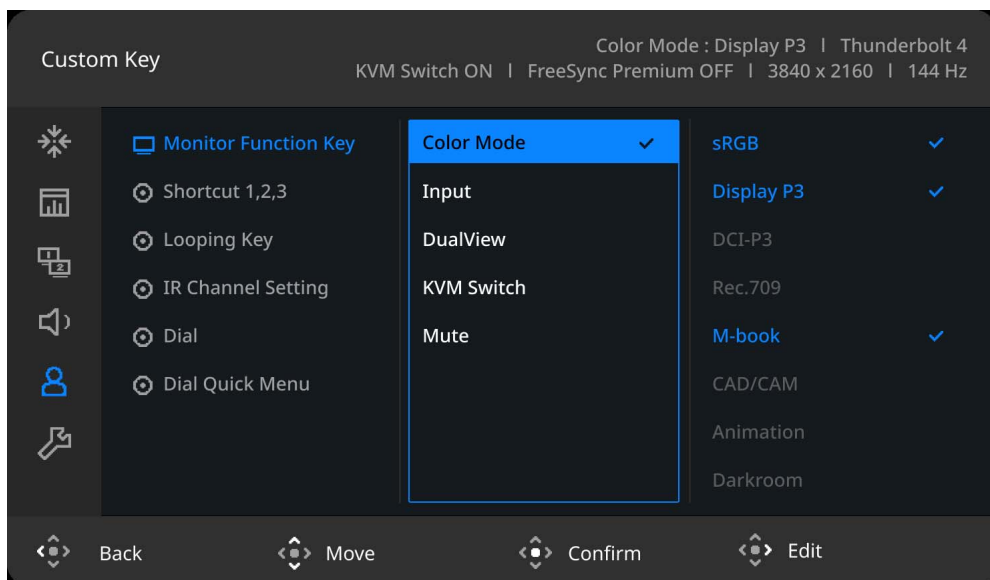 Custom Key
Color Mode : Display P3 | Thunderbolt 4
KVM Switch ON | FreeSync Premium OFF | 3840 x 2160 | 144 Hz
Monitor Function Key
Shortcut 1,2,3
Looping Key
IR Channel Setting
Dial
Dial Quick Menu
Color Mode
Input
DualView
KVM Switch
Mute
sRGB
Display P3
DCI-P3
Rec.709
M-book
CAD/CAM
Animation
Darkroom
1
2
Back
Move
Confirm
Edit